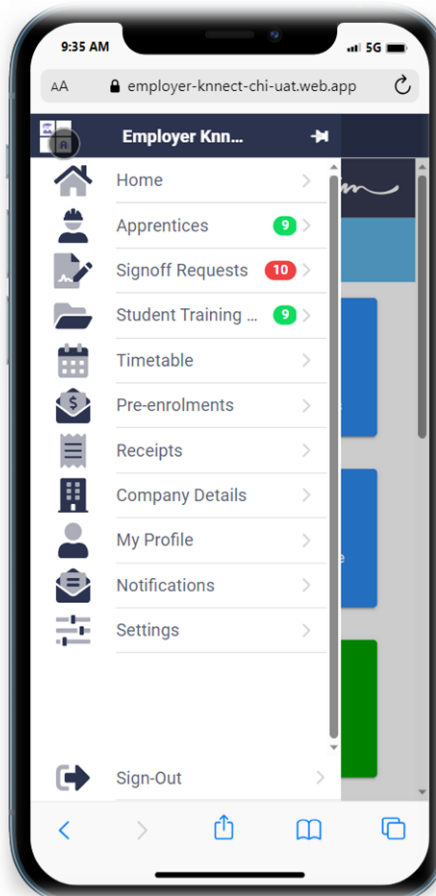 9:35 AM
5G
AA employer-knnect-chi-uat.web.app
A
Employer Knn...
Home
Apprentices 9
Signoff Requests 10
Student Training ... 9
Timetable
$
Pre-enrolments
Receipts
Company Details
My Profile
Notifications
Settings
Sign-Out